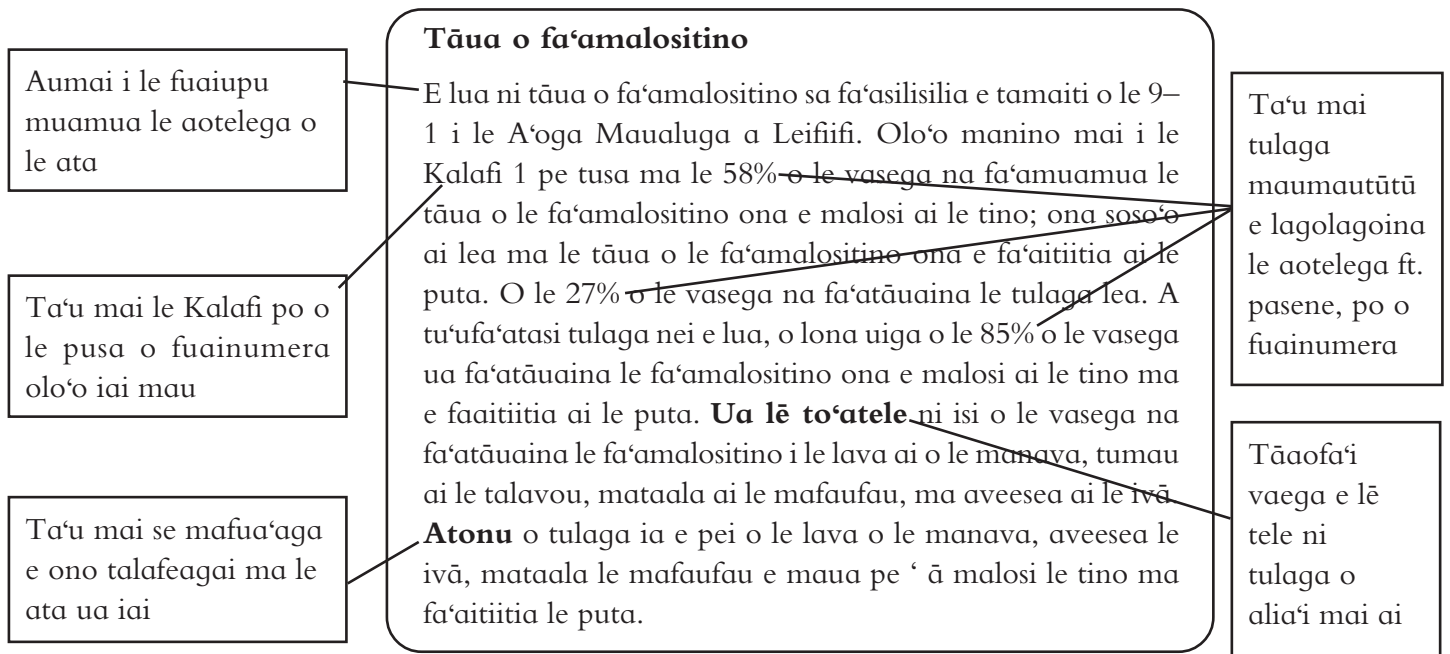 Aumai i le fuaiupu
muamua le aotelega o
le ata
Ta‘u mai le Kalafi po o
le pusa o fuainumera
olo‘o iai mau
Ta‘u mai se mafua‘aga
e ono talafeagai ma le
ata ua iai
Tāua o fa‘amalositino
E lua ni tāua o fa‘amalositino sa fa‘asilisilia e tamaiti o le 9–
1 i le A‘oga Maualuga a Leifiifi. Olo‘o manino mai i le
Kalafi 1 pe tusa ma le 58% o le vasega na fa‘amuamua le
tāua o le fa‘amalositino ona e malosi ai le tino; ona soso‘o
ai lea ma le tāua o le fa‘amalositino ona e fa‘aitiitia ai le
puta. O le 27% o le vasega na fa‘atāuaina le tulaga lea. A
tu‘ufa‘atasi tulaga nei e lua, o lona uiga o le 85% o le vasega
ua fa‘atāuaina le fa‘amalositino ona e malosi ai le tino ma
e faaitiitia ai le puta. Ua lē to‘atele ni isi o le vasega na
fa‘atāuaina le fa‘amalositino i le lava ai o le manava, tumau
ai le talavou, mataala ai le mafaufau, ma aveesea ai le ivā.
Atonu o tulaga ia e pei o le lava o le manava, aveesea le
ivā, mataala le mafaufau e maua pe ‘ ā malosi le tino ma
fa‘aitiitia le puta.
Ta‘u mai
tulaga
maumautūtū
e lagolagoina
le aotelega ft.
pasene, po o
fuainumera
Tāaofa‘i
vaega e lē
tele ni
tulaga o
alia‘i mai ai